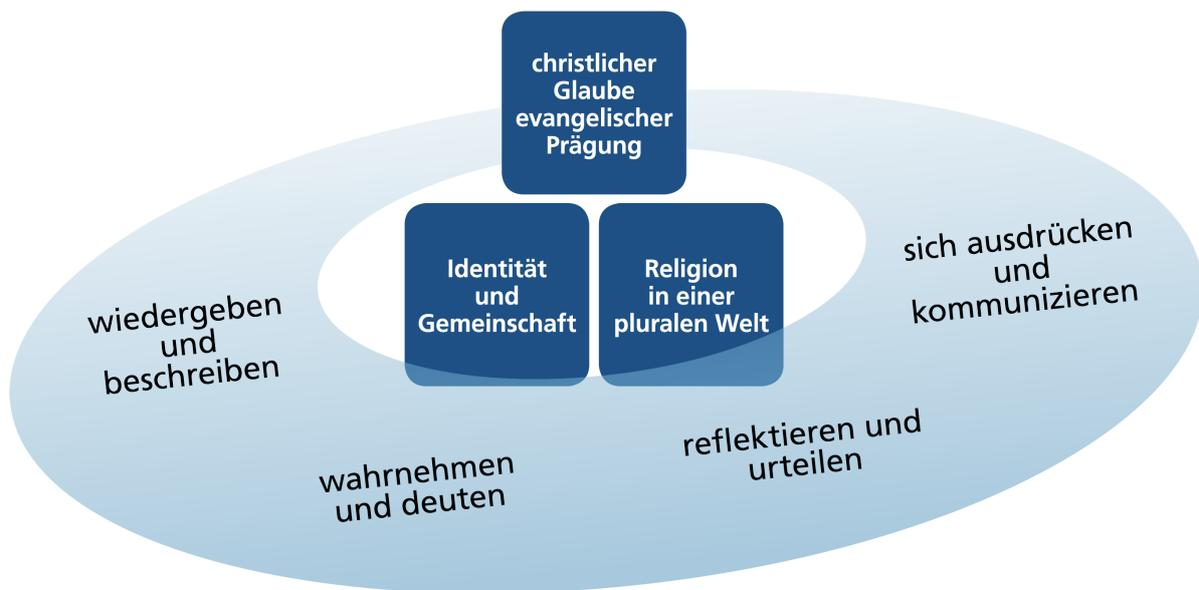 christlicher
Glaube
evangelischer
Prägung
Identität
und
Gemeinschaft
Religion
in einer
pluralen Welt
wiedergeben
und
beschreiben
wahrnehmen
und deuten
reflektieren und
urteilen
sich ausdrücken
und
kommunizieren